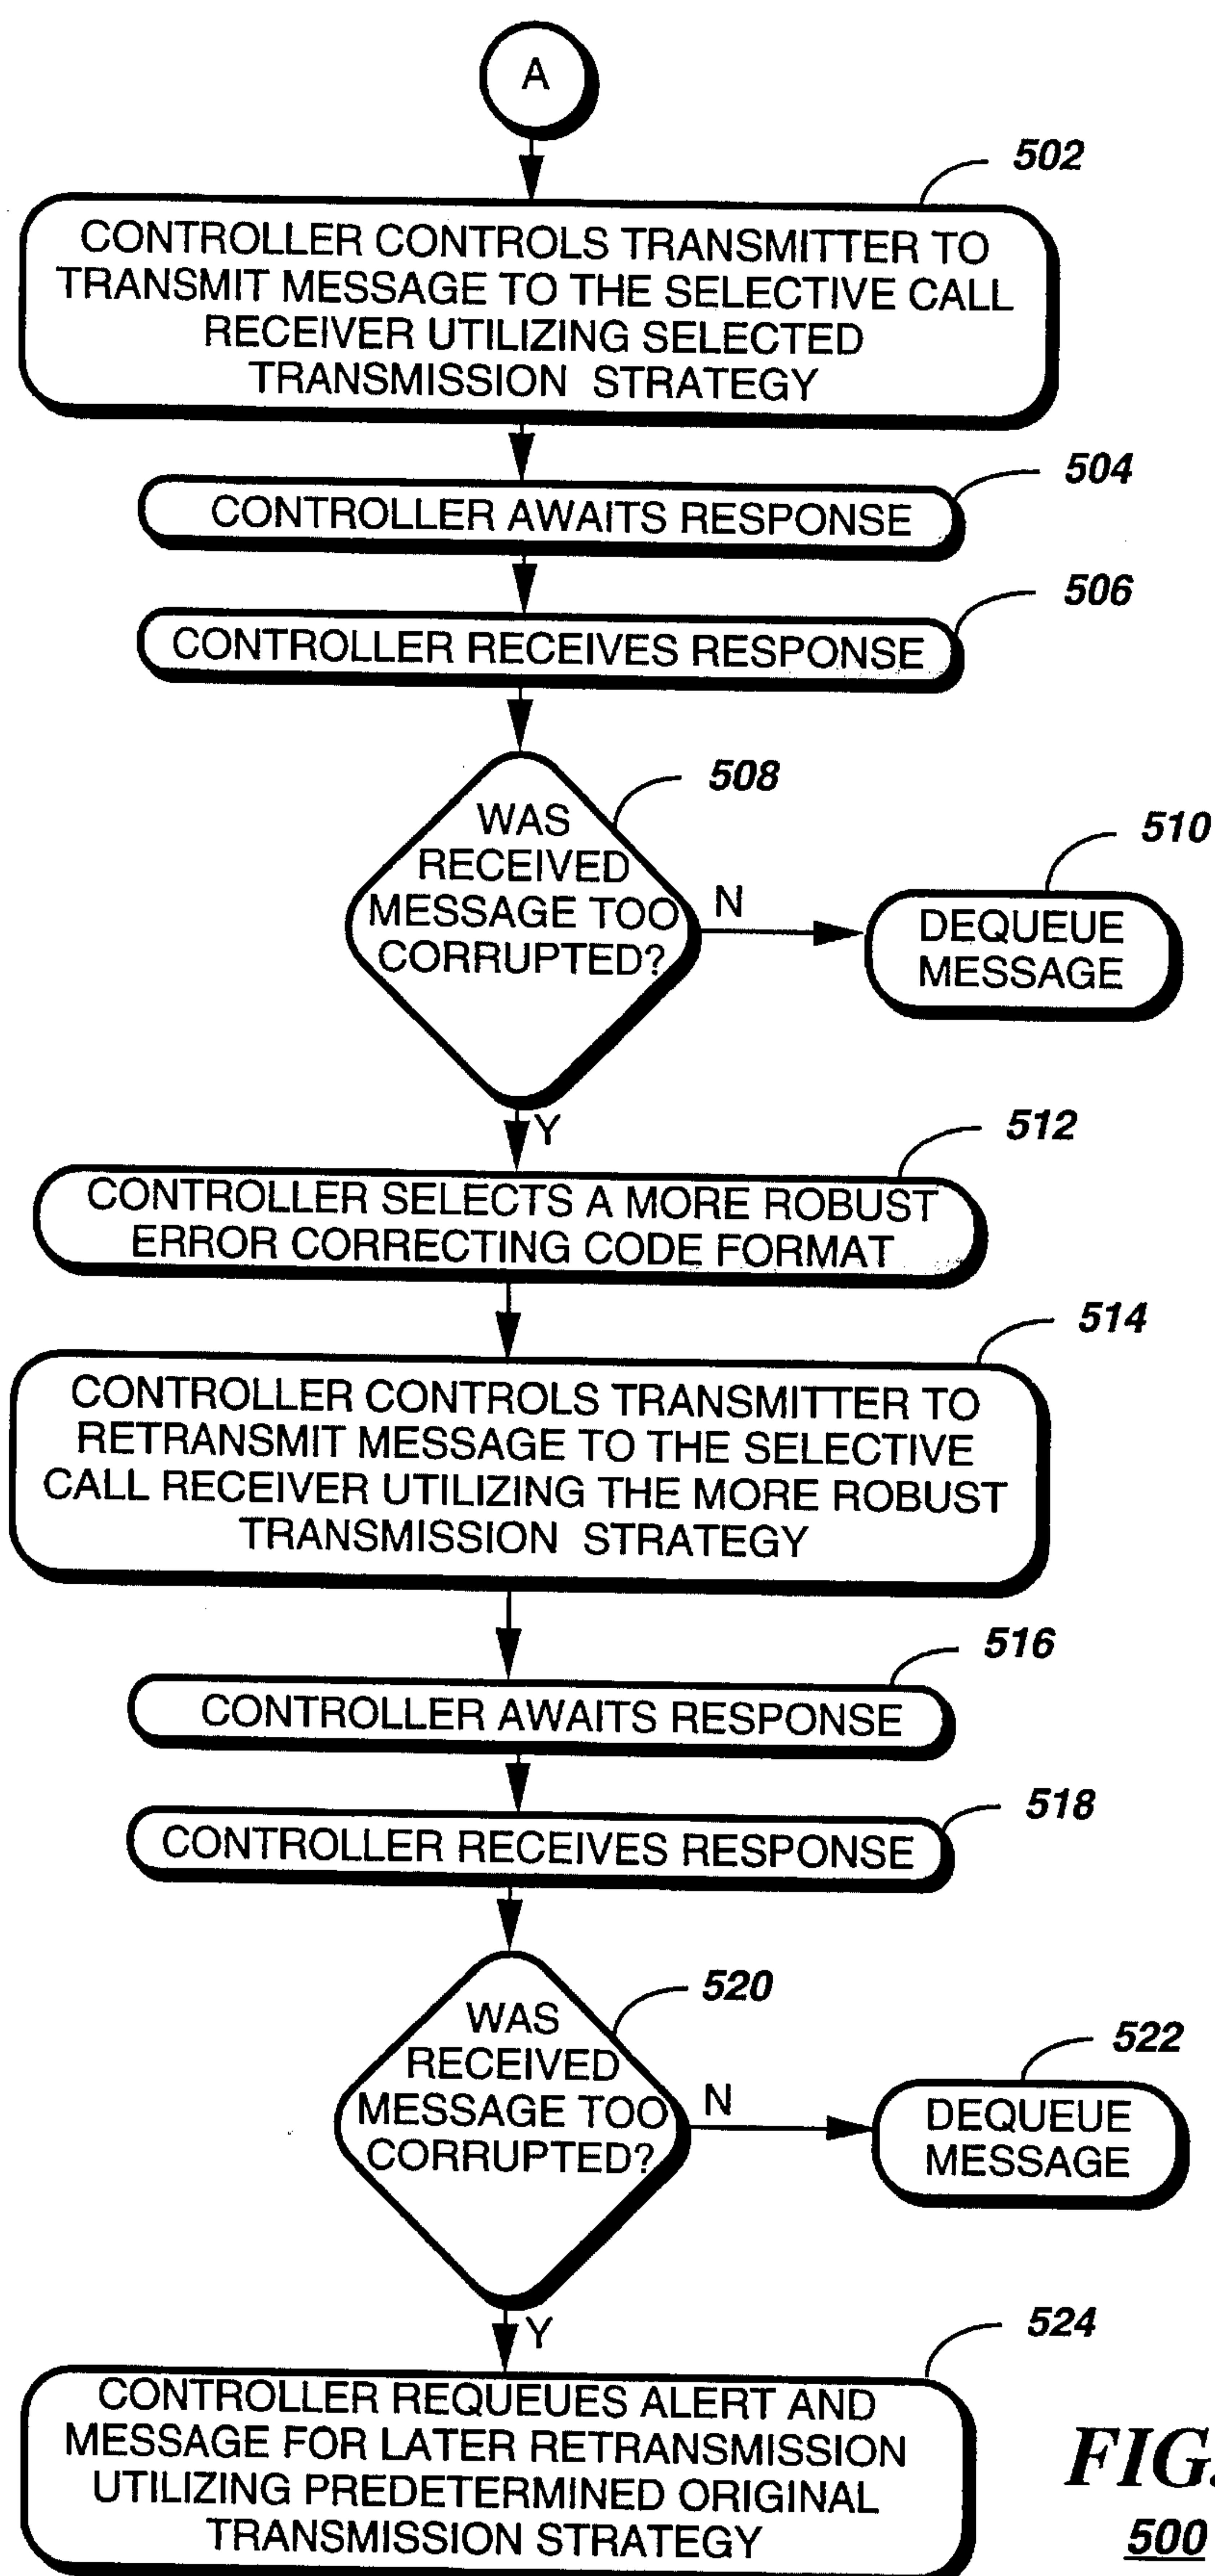 A
502
CONTROLLER CONTROLS TRANSMITTER TO
TRANSMIT MESSAGE TO THE SELECTIVE CALL
RECEIVER UTILIZING SELECTED
TRANSMISSION STRATEGY
504
CONTROLLER AWAITS RESPONSE
506
CONTROLLER RECEIVES RESPONSE
508
WAS
RECEIVED
MESSAGE TOO
CORRUPTED?
N
510
DEQUEUE
MESSAGE
Y
512
CONTROLLER SELECTS A MORE ROBUST
ERROR CORRECTING CODE FORMAT
514
CONTROLLER CONTROLS TRANSMITTER TO
RETRANSMIT MESSAGE TO THE SELECTIVE
CALL RECEIVER UTILIZING THE MORE ROBUST
TRANSMISSION STRATEGY
516
CONTROLLER AWAITS RESPONSE
518
CONTROLLER RECEIVES RESPONSE
520
WAS
RECEIVED
MESSAGE TOO
CORRUPTED?
N
522
DEQUEUE
MESSAGE
Y
524
CONTROLLER REQUEUES ALERT AND
MESSAGE FOR LATER RETRANSMISSION
UTILIZING PREDETERMINED ORIGINAL
TRANSMISSION STRATEGY
FIG.
500